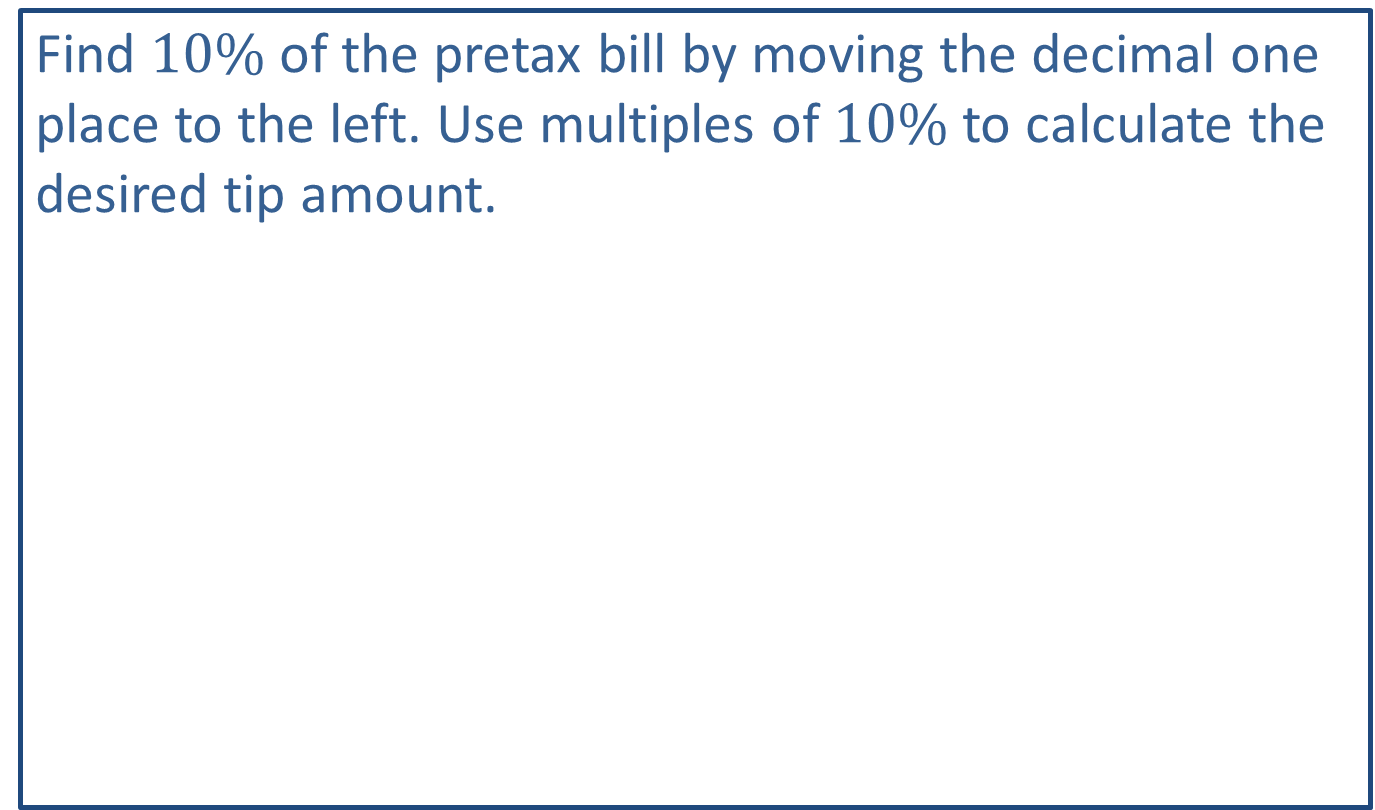 Find 10% of the pretax bill by moving the decimal one
place to the left. Use multiples of 10% to calculate the
desired tip amount.